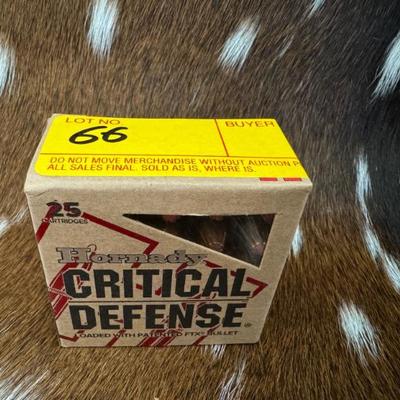 LOT NO.
66
BUYER
DO NOT MOVE MERCHANDISE WITHOUT AUCTION P
ALL SALES FINAL. SOLD AS IS, WHERE IS.
25
CARTRIDGES
Hornady
CRITICAL
DEFENSE®
LOADED WITH PATENTED FTX® BULLET